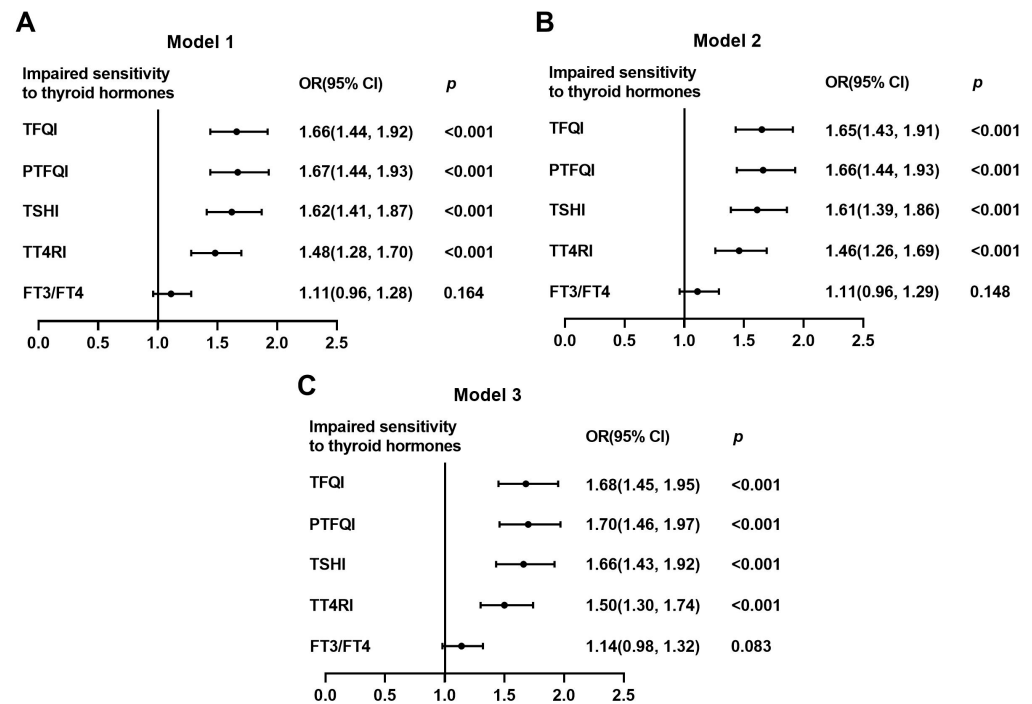 A
Model 1
Impaired sensitivity
to thyroid hormones OR(95% CI) p
TFQI 1.66(1.44, 1.92) <0.001
PTFQI 1.67(1.44, 1.93) <0.001
TSHI 1.62(1.41, 1.87) <0.001
TT4RI 1.48(1.28, 1.70) <0.001
FT3/FT4 1.11(0.96, 1.28) 0.164
0.0 0.5 1.0 1.5 2.0 2.5
B
Model 2
Impaired sensitivity
to thyroid hormones OR(95% CI) p
TFQI 1.65(1.43, 1.91) <0.001
PTFQI 1.66(1.44, 1.93) <0.001
TSHI 1.61(1.39, 1.86) <0.001
TT4RI 1.46(1.26, 1.69) <0.001
FT3/FT4 1.11(0.96, 1.29) 0.148
0.0 0.5 1.0 1.5 2.0 2.5
C
Model 3
Impaired sensitivity
to thyroid hormones OR(95% CI) p
TFQI 1.68(1.45, 1.95) <0.001
PTFQI 1.70(1.46, 1.97) <0.001
TSHI 1.66(1.43, 1.92) <0.001
TT4RI 1.50(1.30, 1.74) <0.001
FT3/FT4 1.14(0.98, 1.32) 0.083
0.0 0.5 1.0 1.5 2.0 2.5